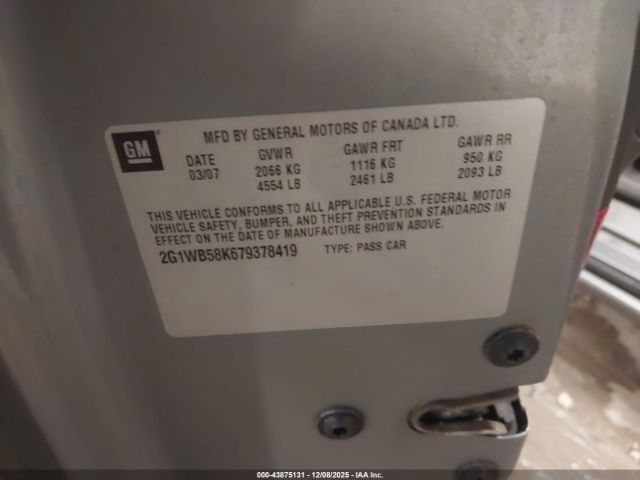 GM
MFD BY GENERAL MOTORS OF CANADA LTD.
DATE GVWR GAWR FRT GAWR RR
03/07 2066 KG 1116 KG 950 KG
4554 LB 2461 LB 2093 LB
THIS VEHICLE CONFORMS TO ALL APPLICABLE U.S. FEDERAL MOTOR
VEHICLE SAFETY, BUMPER, AND THEFT PREVENTION STANDARDS IN
EFFECT ON THE DATE OF MANUFACTURE SHOWN ABOVE.
2G1WB58K679378419 TYPE: PASS CAR
000-43875131 - 12/08/2025 - IAA Inc.